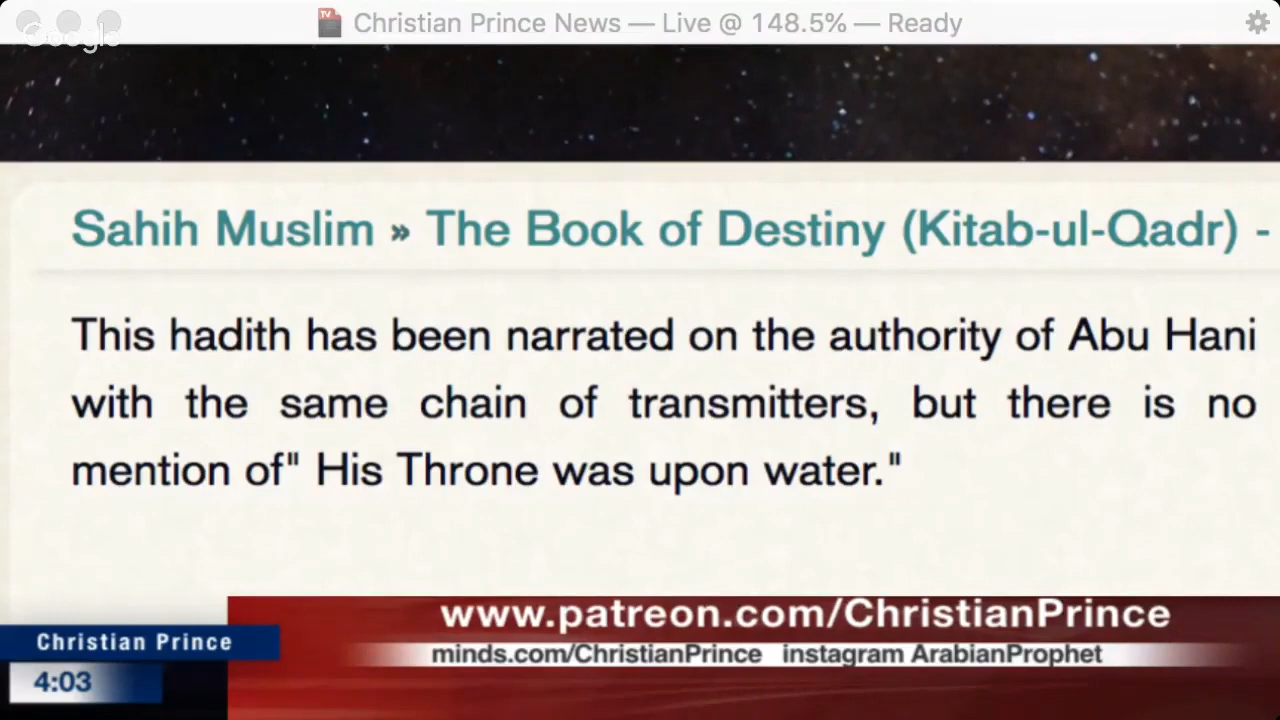 Christian Prince News — Live @ 148.5% — Ready
Google
Sahih Muslim » The Book of Destiny (Kitab-ul-Qadr) -
This hadith has been narrated on the authority of Abu Hani
with the same chain of transmitters, but there is no
mention of" His Throne was upon water."
www.patreon.com/ChristianPrince
Christian Prince
minds.com/ChristianPrince instagram ArabianProphet
4:03